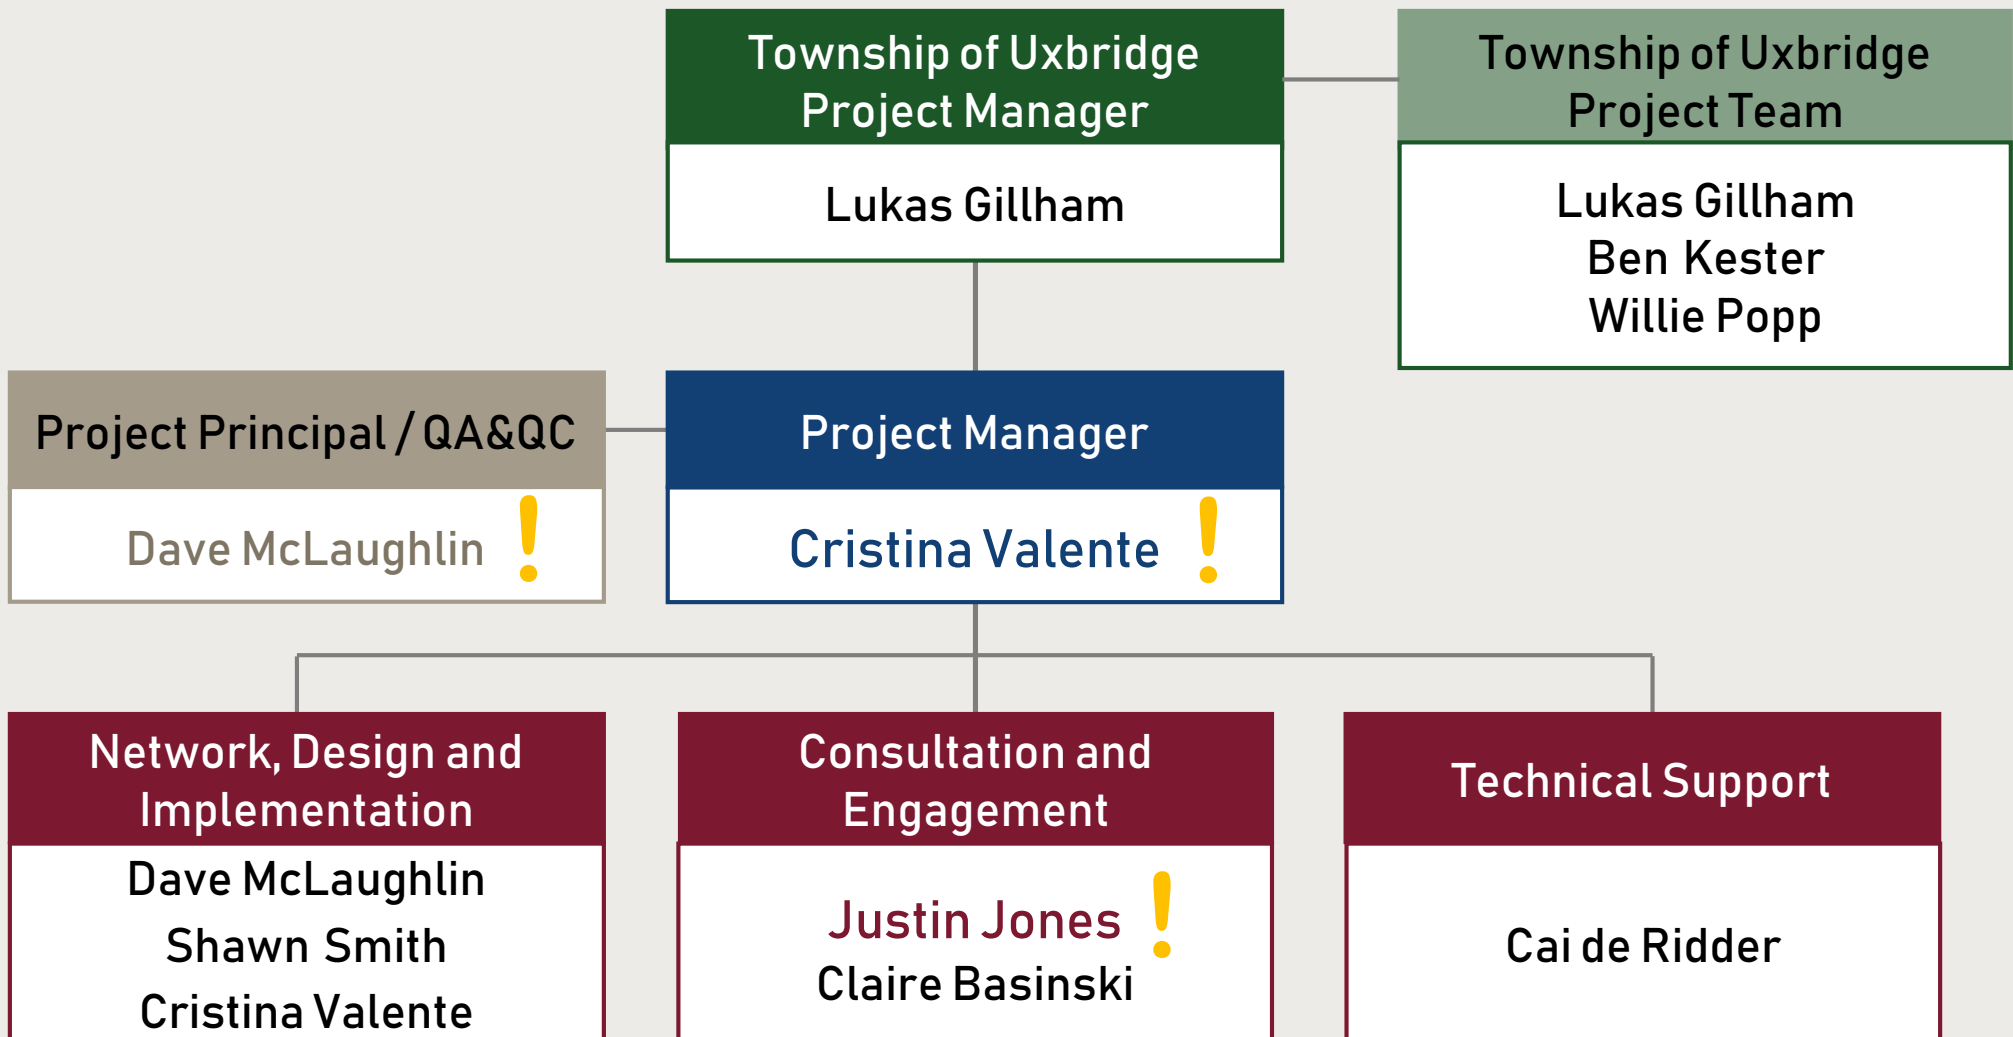 Township of Uxbridge
Project Manager
Lukas Gillham
Township of Uxbridge
Project Team
Lukas Gillham
Ben Kester
Willie Popp
Project Principal / QA&QC
Dave McLaughlin !
Project Manager
Cristina Valente !
Network, Design and
Implementation
Dave McLaughlin
Shawn Smith
Cristina Valente
Consultation and
Engagement
Justin Jones !
Claire Basinski
Technical Support
Cai de Ridder